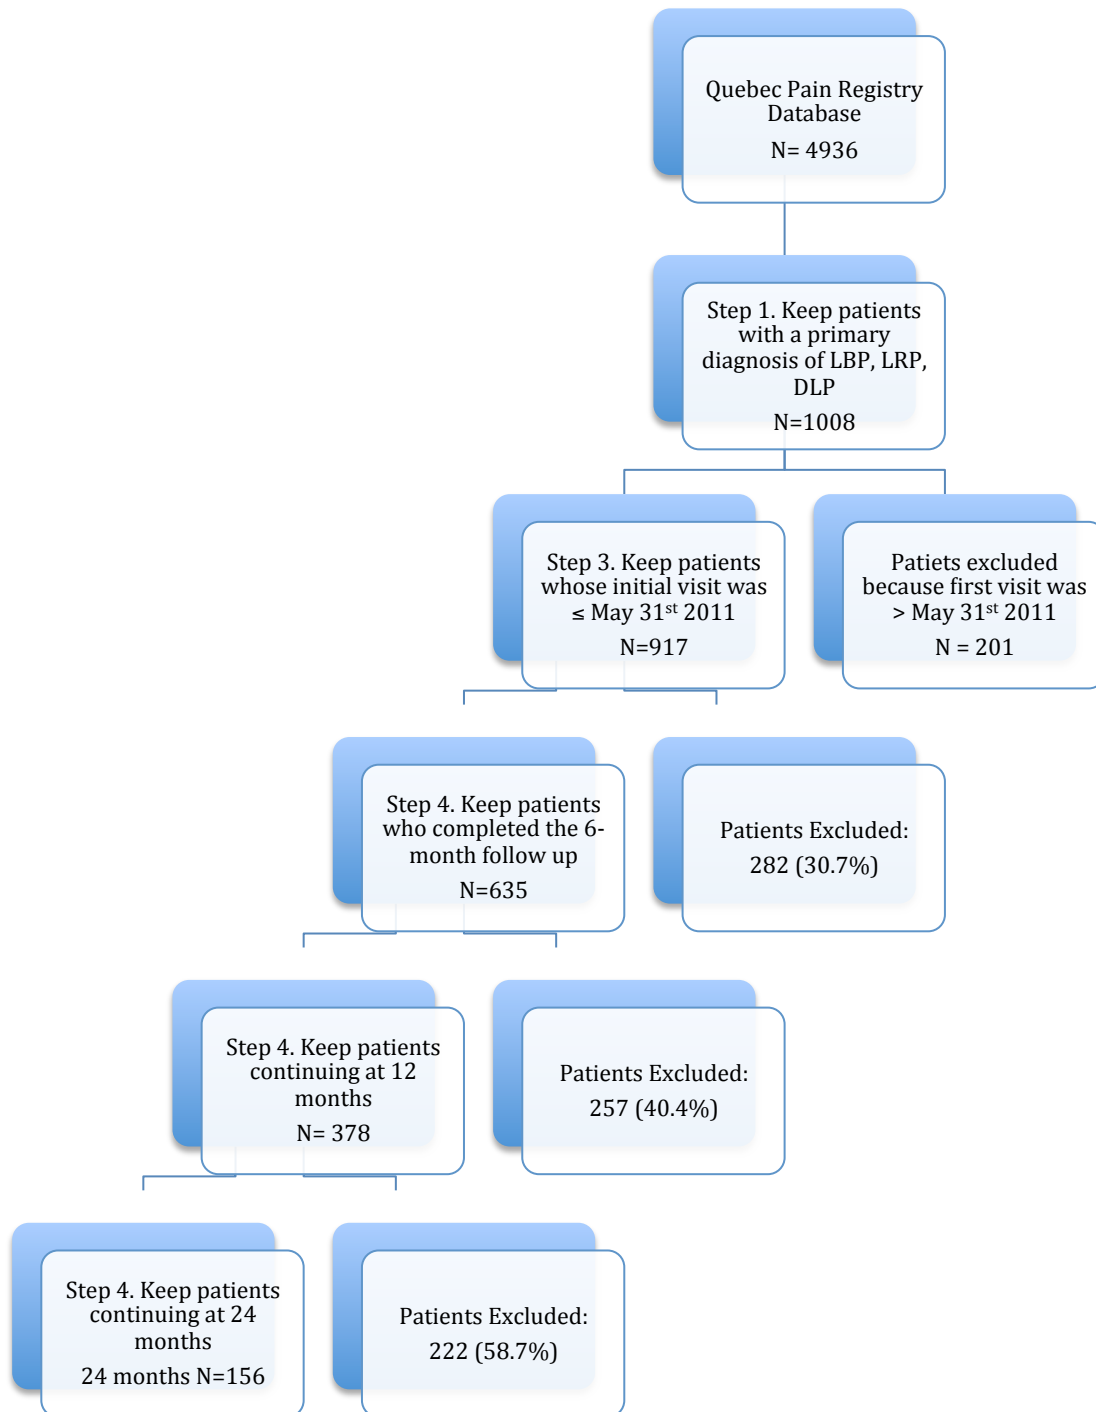 Quebec Pain Registry
Database
N= 4936
Step 1. Keep patients
with a primary
diagnosis of LBP, LRP,
DLP
N=1008
Step 3. Keep patients
whose initial visit was
≤ May 31st 2011
N=917
Patiets excluded
because first visit was
> May 31st 2011
N = 201
Step 4. Keep patients
who completed the 6-
month follow up
N=635
Patients Excluded:
282 (30.7%)
Step 4. Keep patients
continuing at 12
months
N= 378
Patients Excluded:
257 (40.4%)
Step 4. Keep patients
continuing at 24
months
24 months N=156
Patients Excluded:
222 (58.7%)